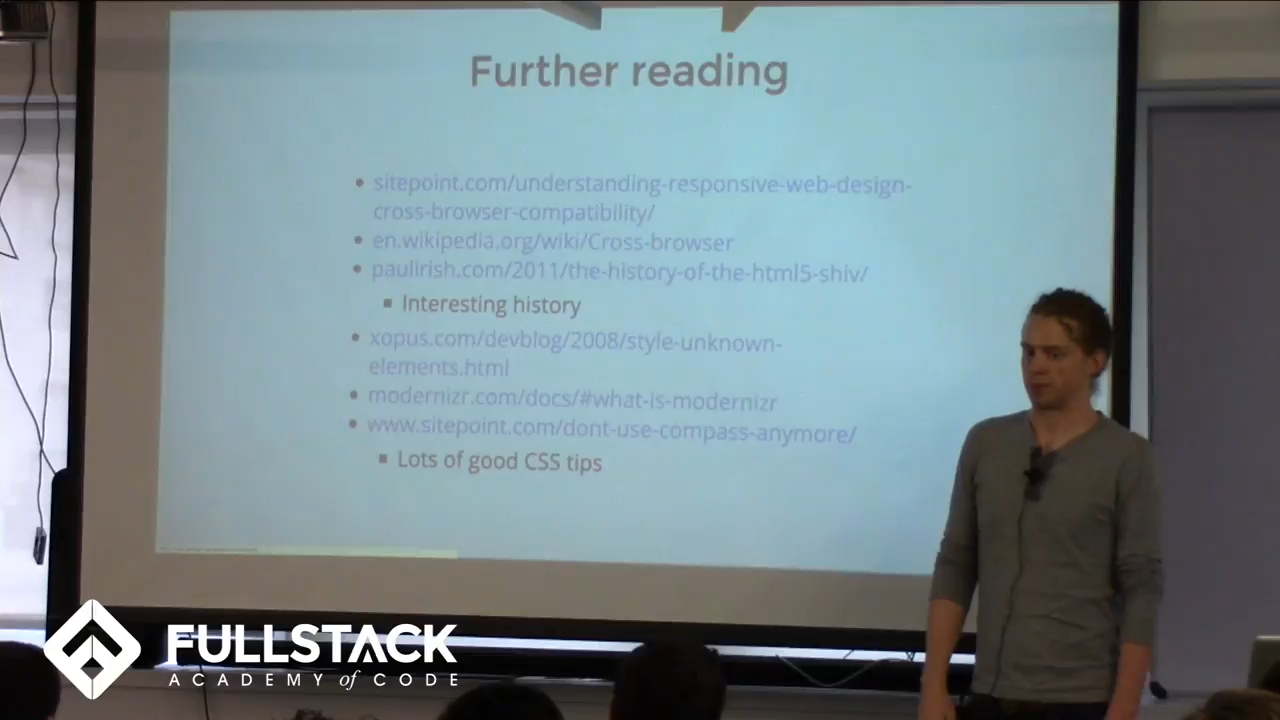 Further reading
sitepoint.com/understanding-responsive-web-design-
cross-browser-compatibility/
en.wikipedia.org/wiki/Cross-browser
paulirish.com/2011/the-history-of-the-html5-shiv/
Interesting history
xopus.com/devblog/2008/style-unknown-
elements.html
modernizr.com/docs/#what-is-modernizr
www.sitepoint.com/dont-use-compass-anymore/
Lots of good CSS tips
FULLSTACK
ACADEMY of CODE